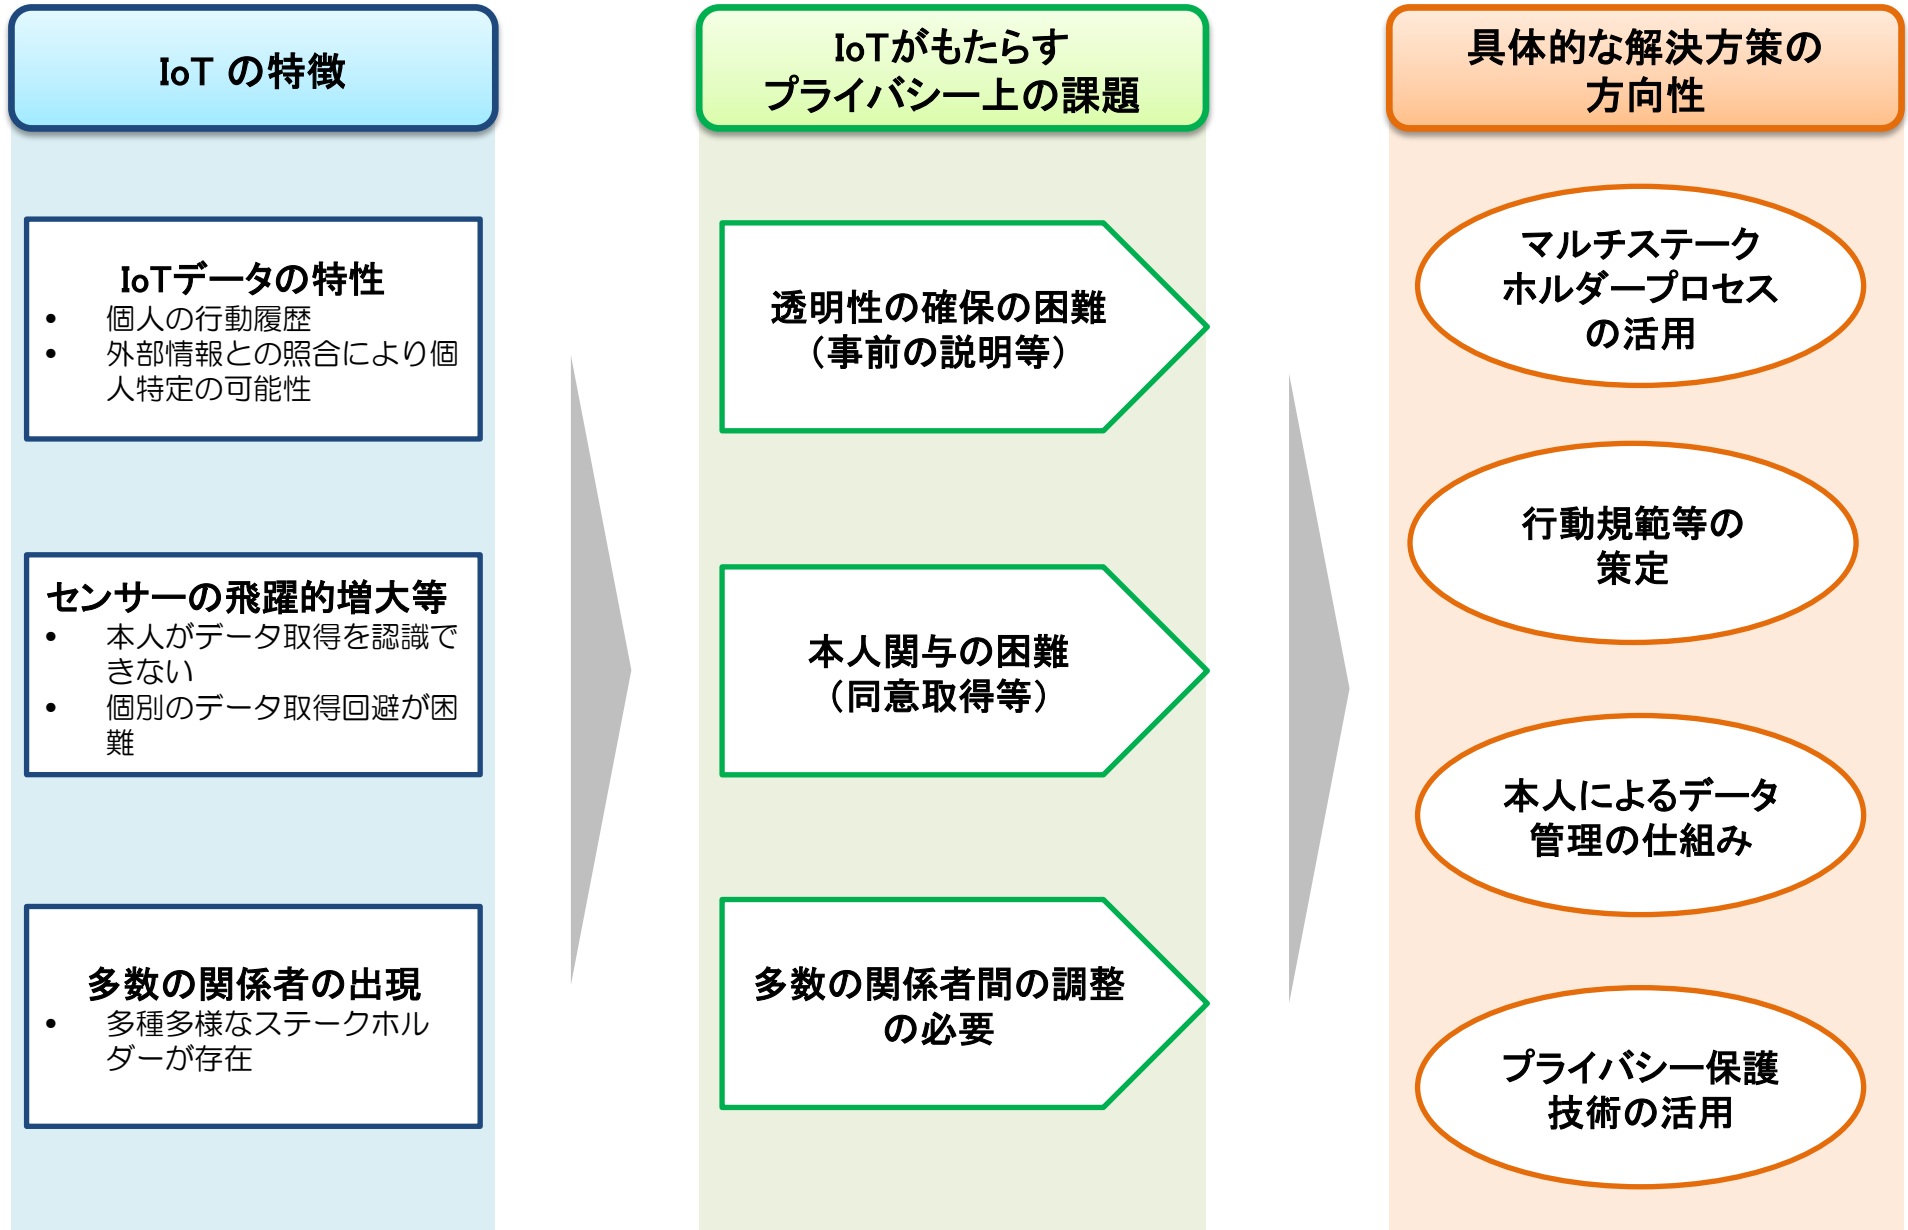 IoT の特徴
IoTデータの特性
• 個人の行動履歴
• 外部情報との照合により個
人特定の可能性
センサーの飛躍的増大等
• 本人がデータ取得を認識で
きない
• 個別のデータ取得回避が困
難
多数の関係者の出現
• 多種多様なステークホル
ダーが存在
IoTがもたらす
プライバシー上の課題
透明性の確保の困難
（事前の説明等）
本人関与の困難
（同意取得等）
多数の関係者間の調整
の必要
具体的な解決方策の
方向性
マルチステーク
ホルダープロセス
の活用
行動規範等の
策定
本人によるデータ
管理の仕組み
プライバシー保護
技術の活用